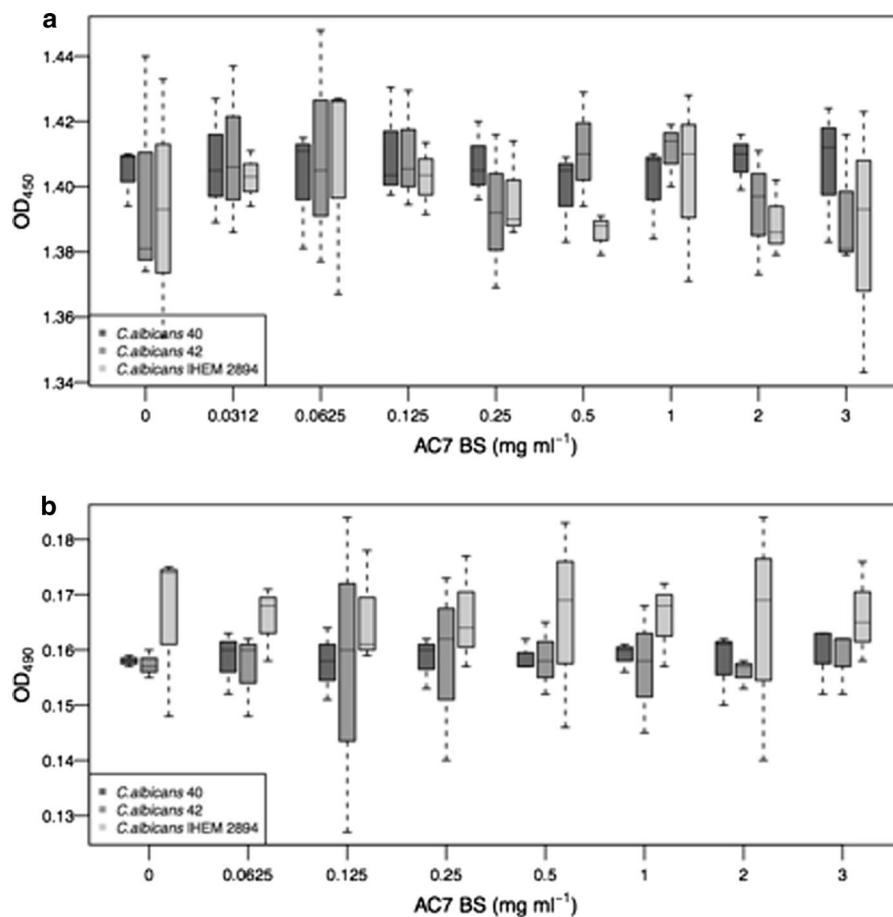 a
1.44
1.42
1.40
1.38
1.36
1.34
OD450
C.albicans 40
C.albicans 42
C.albicans IHEM 2894
0 0.0312 0.0625 0.125 0.25 0.5 1 2 3
AC7 BS (mg ml⁻¹)
b
0.18
0.17
0.16
0.15
0.14
0.13
OD490
C.albicans 40
C.albicans 42
C.albicans IHEM 2894
0 0.0625 0.125 0.25 0.5 1 2 3
AC7 BS (mg ml⁻¹)